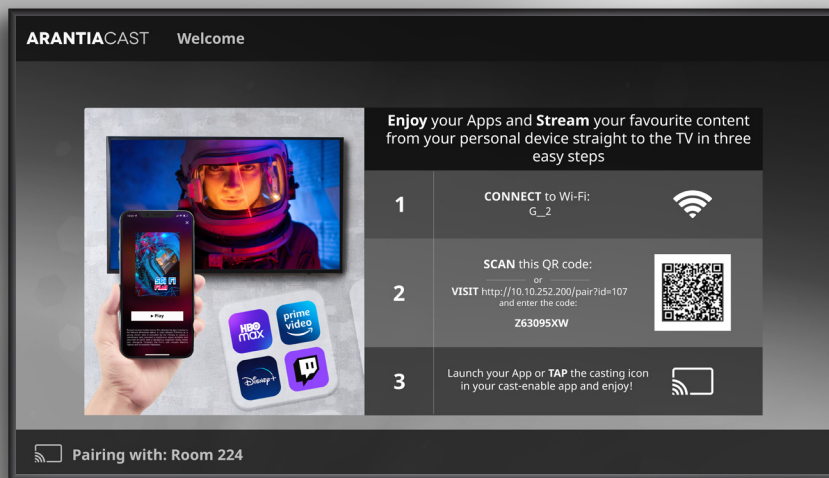 ARANTIACAST Welcome
Enjoy your Apps and Stream your favourite content
from your personal device straight to the TV in three
easy steps
1
CONNECT to Wi-Fi:
G_2
2
SCAN this QR code:
or
VISIT http://10.10.252.200/pair?id=107
and enter the code:
Z63095XW
3
Launch your App or TAP the casting icon
in your cast-enable app and enjoy!
SCI FI
FILM
Play
HBO
max
prime
video
Disney+
Pairing with: Room 224